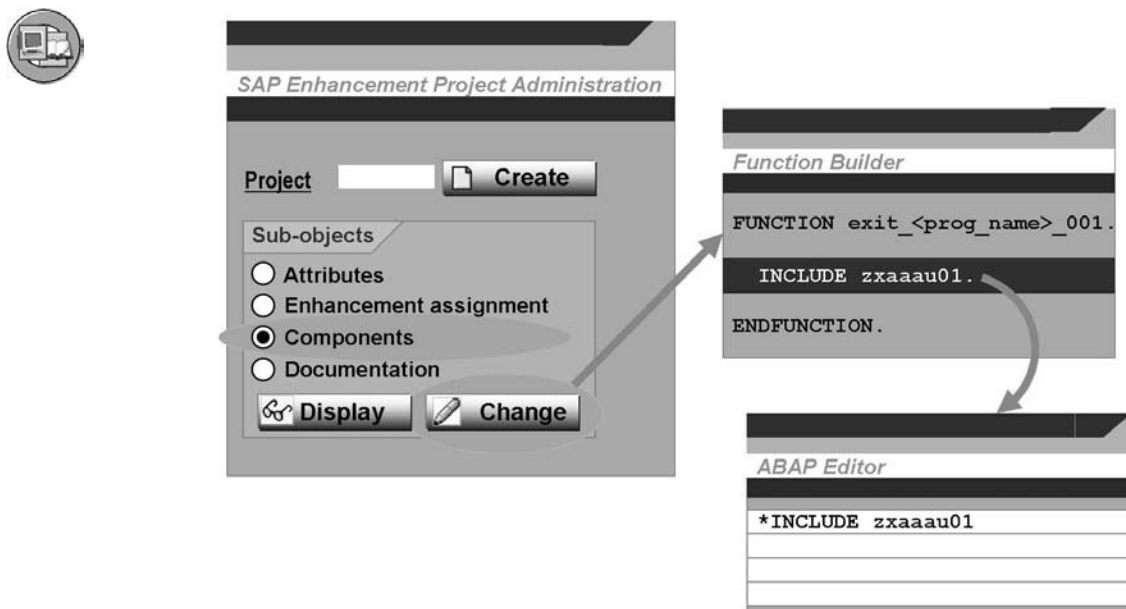 SAP Enhancement Project Administration
Project
Create
Sub-objects
Attributes
Enhancement assignment
Components
Documentation
Display
Change
Function Builder
FUNCTION exit_<prog_name>_001.
INCLUDE zxaaau01.
ENDFUNCTION.
ABAP Editor
*INCLUDE zxaaau01